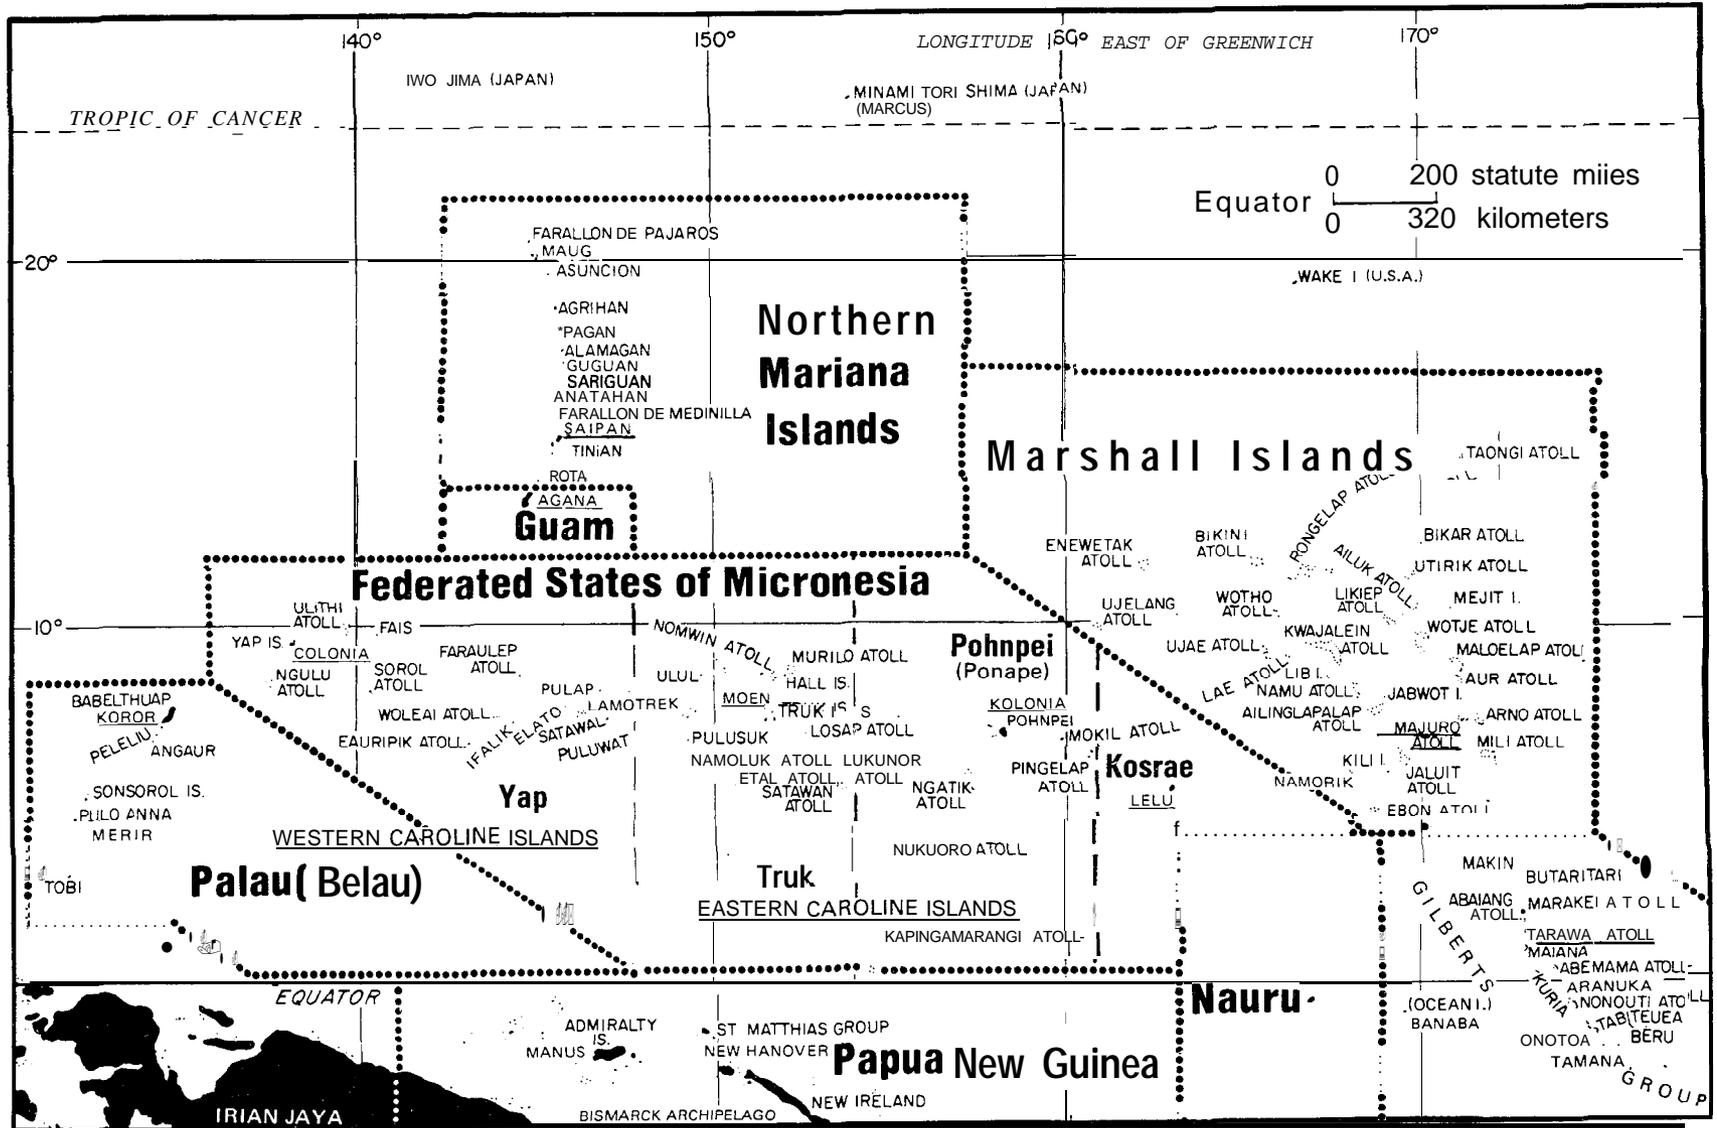 140°
150°
LONGITUDE 160° EAST OF GREENWICH
170°
IWO JIMA (JAPAN)
MINAMI TORI SHIMA (JAPAN)
(MARCUS)
TROPIC OF CANCER
0 200 statute miies
Equator
0 320 kilometers
FARALLON DE PAJAROS
MAUG
20°
ASUNCION
WAKE I (U.S.A.)
AGRIHAN
PAGAN
ALAMAGAN
GUGUAN
SARIGUAN
ANATAHAN
FARALLON DE MEDINILLA
SAIPAN
TINIAN
ROTA
Northern
Mariana
Islands
AGANA
Guam
Marshall Islands
TAONGI ATOLL
RONGELAP ATOLL
BIKINI
ATOLL
ENEWETAK
ATOLL
BIKAR ATOLL
AILUK ATOLL
UTIRIK ATOLL
UJELANG
ATOLL
WOTHO
ATOLL
LIKIEP
ATOLL
MEJIT I.
KWAJALEIN
ATOLL
WOTJE ATOLL
UJAE ATOLL
MALOELAP ATOL
LAE ATOLL
LIB I.
NAMU ATOLL
AUR ATOLL
JABWOT I.
AILINGLAPALAP
ATOLL
ARNO ATOLL
MAJURO
ATOLL
MILI ATOLL
KILI I.
NAMORIK
JALUIT
ATOLL
EBON ATOLL
Federated States of Micronesia
ULITHI
ATOLL
10°
FAIS
YAP IS.
COLONIA
NGULU
ATOLL
SOROL
ATOLL
FARAULEP
ATOLL
NOMWIN ATOLL
MURILO ATOLL
HALL IS.
ULUL
MOEN
TRUK IS. S
PULAP
LAMOTREK
WOLEAI ATOLL
EAURIPIK ATOLL
IFALIK
ELATO
SATAWAL
PULUWAT
PULUSUK
LOSAP ATOLL
NAMOLUK ATOLL LUKUNOR
ETAL ATOLL ATOLL
SATAWAN
ATOLL
Pohnpei
(Ponape)
KOLONIA
POHNPEI
MOKIL ATOLL
PINGELAP
ATOLL
NGATIK
ATOLL
Kosrae
LELU
f
NUKUORO ATOLL
Yap
WESTERN CAROLINE ISLANDS
Truk
EASTERN CAROLINE ISLANDS
KAPINGAMARANGI ATOLL
BABELTHUAP
KOROR
PELELIU
ANGAUR
SONSOROL IS.
PULO ANNA
MERIR
TOBI
Palau( Belau)
MAKIN
BUTARITARI
ABAIANG
ATOLL
MARAKEI ATOLL
TARAWA ATOLL
MAIANA
ABEMAMA ATOLL
KURIA
ARANUKA
NONOUTI ATOLL
TABITEUEA
BERU
ONOTOA
TAMANA
GILBERTS
GROUP
(OCEAN I.)
BANABA
Nauru
EQUATOR
ADMIRALTY
IS.
MANUS
ST MATTHIAS GROUP
NEW HANOVER
Papua New Guinea
NEW IRELAND
BISMARCK ARCHIPELAGO
IRIAN JAYA